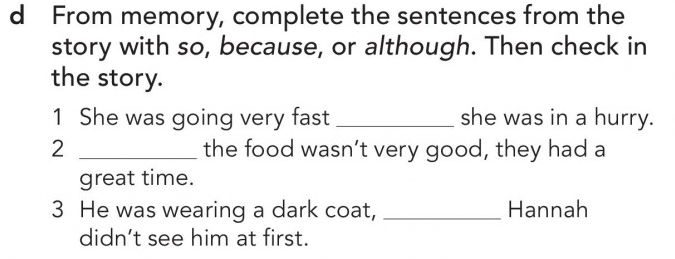 d From memory, complete the sentences from the
story with so, because, or although. Then check in
the story.
1 She was going very fast __________ she was in a hurry.
2 __________ the food wasn't very good, they had a
great time.
3 He was wearing a dark coat, __________ Hannah
didn't see him at first.